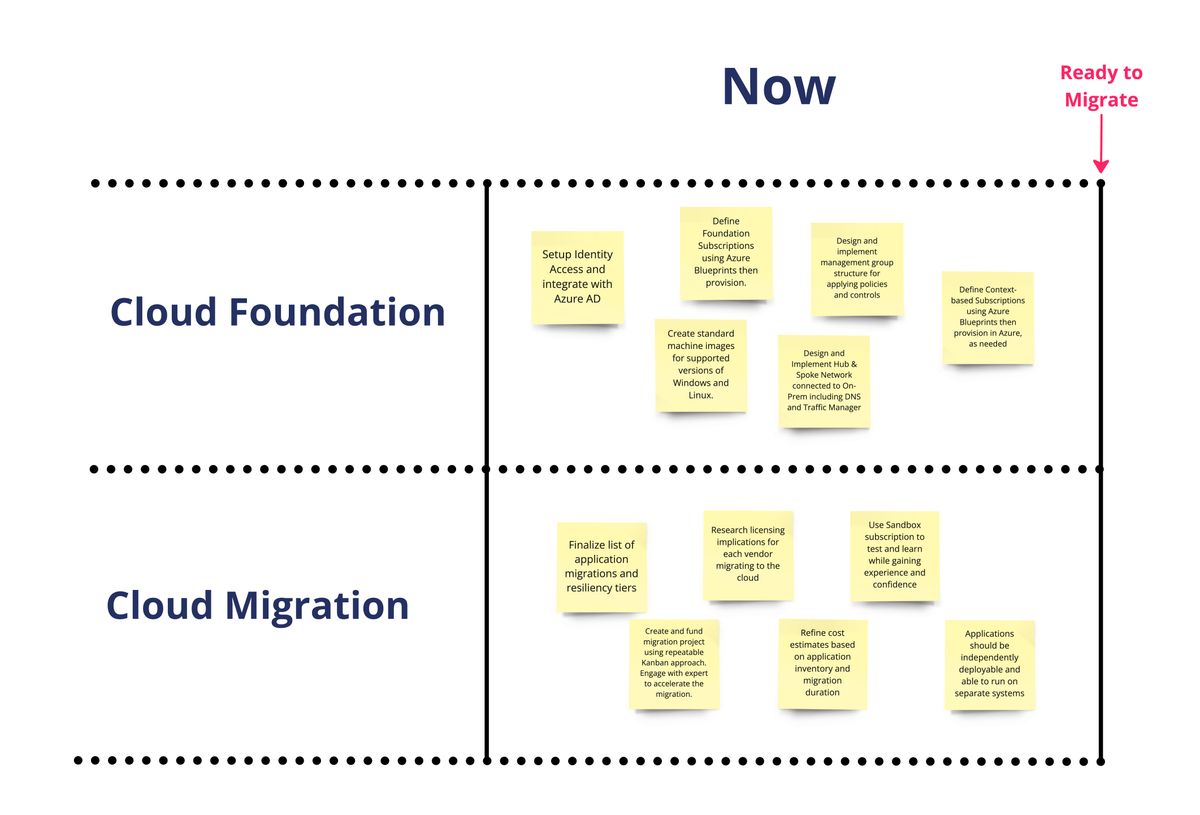 Now
Ready to
Migrate
Cloud Foundation
Setup Identity
Access and
integrate with
Azure AD
Define
Foundation
Subscriptions
using Azure
Blueprints then
provision.
Design and
implement
management group
structure for
applying policies
and controls
Define Context-
based Subscriptions
using Azure
Blueprints then
provision in Azure,
as needed
Create standard
machine images
for supported
versions of
Windows and
Linux.
Design and
Implement Hub &
Spoke Network
connected to On-
Prem including DNS
and Traffic Manager
Cloud Migration
Finalize list of
application
migrations and
resiliency tiers
Research licensing
implications for
each vendor
migrating to the
cloud
Use Sandbox
subscription to
test and learn
while gaining
experience and
confidence
Create and fund
migration project
using repeatable
Kanban approach.
Engage with expert
to accelerate the
migration.
Refine cost
estimates based
on application
inventory and
migration
duration
Applications
should be
independently
deployable and
able to run on
separate systems